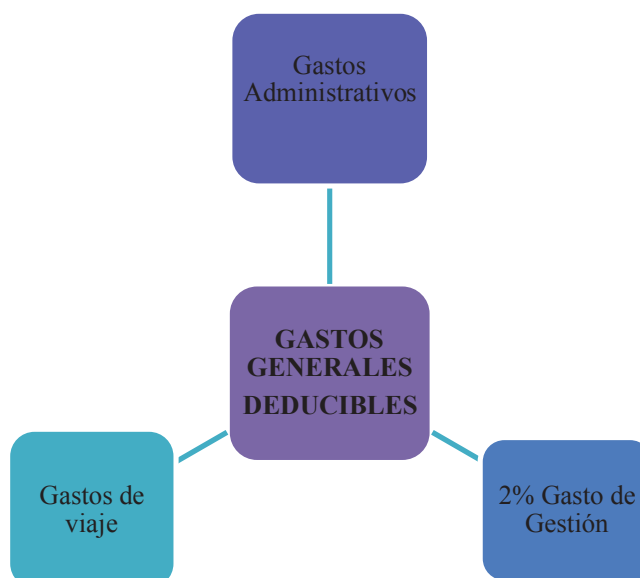 Gastos
Administrativos
GASTOS
GENERALES
DEDUCIBLES
Gastos de
viaje
2% Gasto de
Gestión